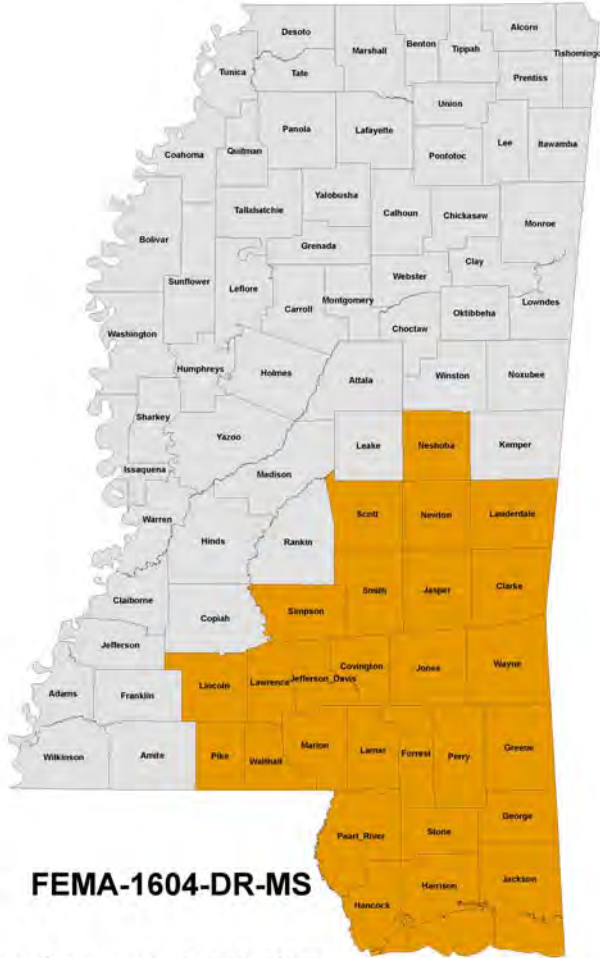 Desoto
Marshall
Benton
Tippah
Alcorn
Tishomingo
Tunica
Tate
Prentiss
Union
Panola
Lafayette
Lee
Itawamba
Pontotoc
Coahoma
Quitman
Yalobusha
Tallahatchie
Calhoun
Chickasaw
Monroe
Bolivar
Grenada
Clay
Sunflower
Leflore
Webster
Montgomery
Lowndes
Carroll
Oktibbeha
Washington
Choctaw
Humphreys
Holmes
Attala
Winston
Noxubee
Sharkey
Yazoo
Leake
Neshoba
Kemper
Issaquena
Madison
Warren
Scott
Newton
Lauderdale
Hinds
Rankin
Claiborne
Smith
Jasper
Clarke
Copiah
Simpson
Jefferson
Covington
Jones
Wayne
Lincoln
Lawrence
Jefferson_Davis
Adams
Franklin
Wilkinson
Amite
Pike
Walthall
Marion
Lamar
Forrest
Perry
Greene
George
Pearl_River
Stone
Jackson
Harrison
Hancock
FEMA-1604-DR-MS